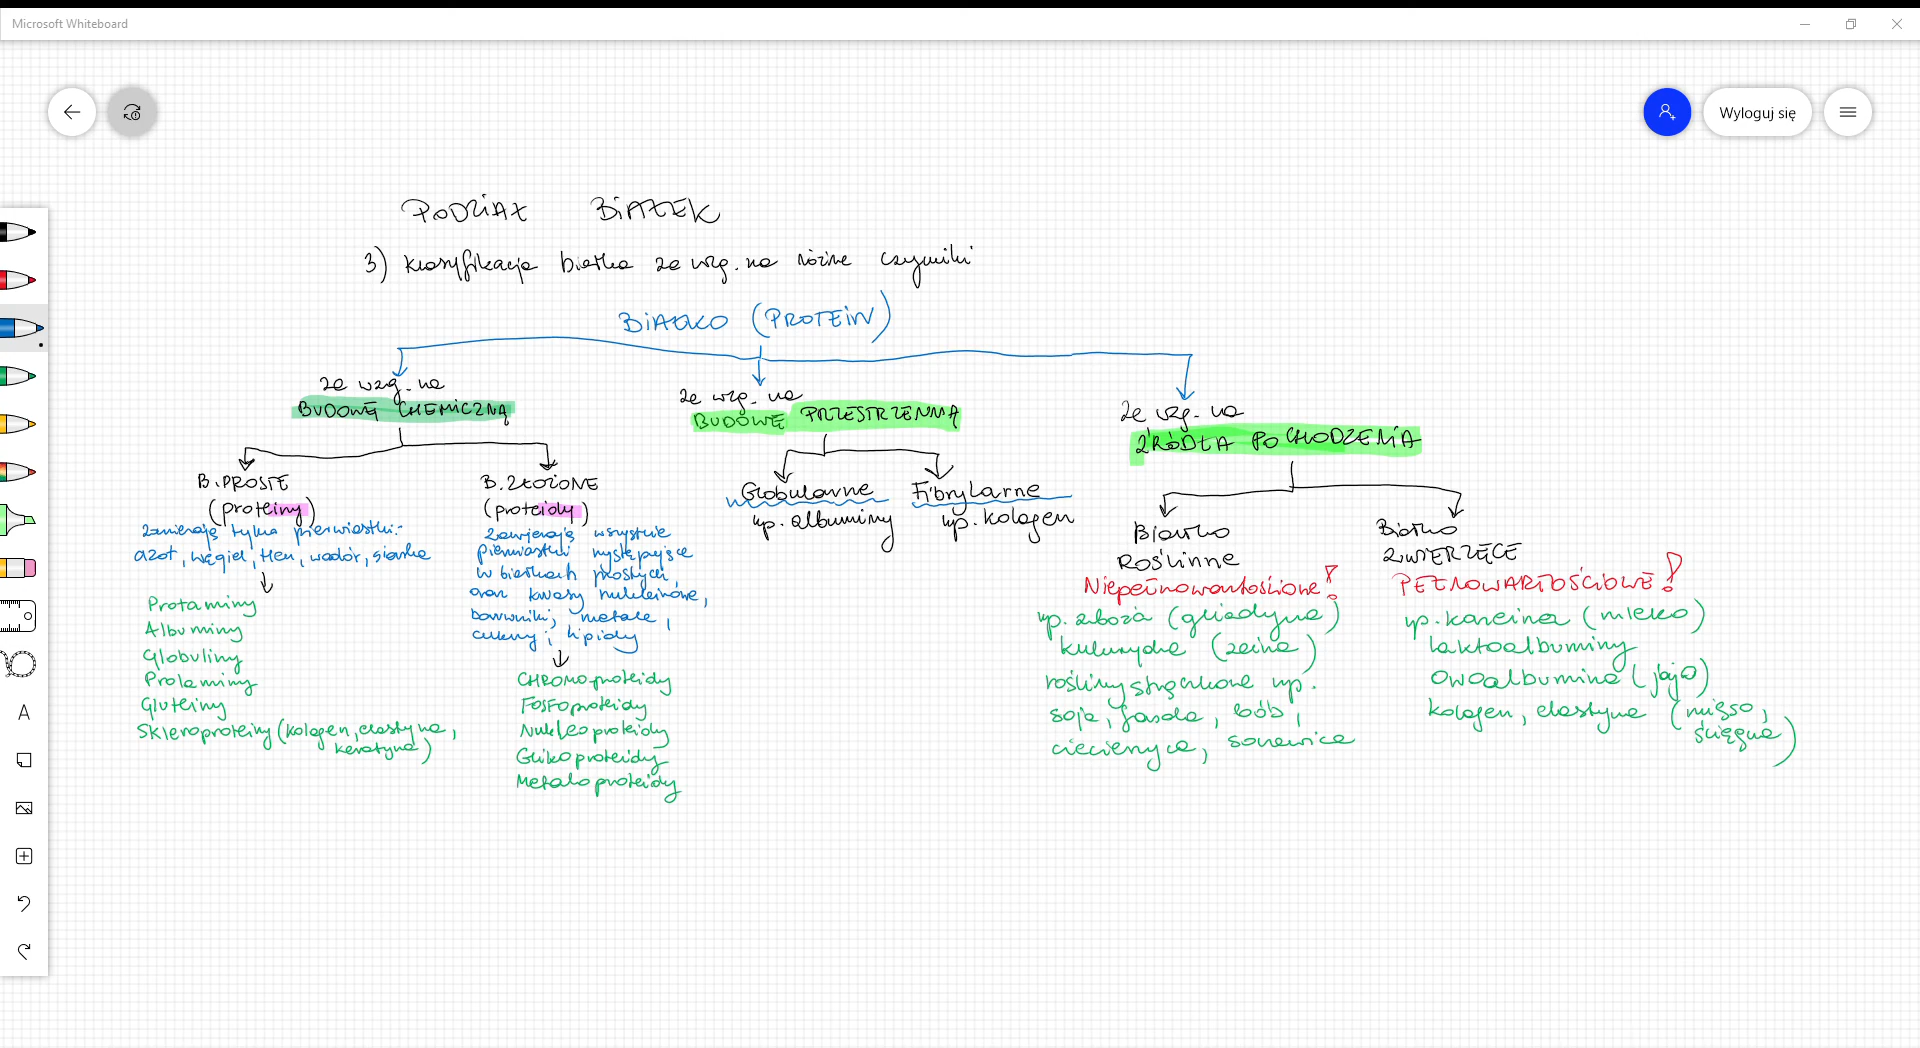 Microsoft Whiteboard
Wyloguj się
PODZIAŁ BIAŁEK
3) klasyfikacja białka ze wzg. na różne czynniki
BIAŁKO (PROTEIN)
ze wzg. na
BUDOWĘ CHEMICZNĄ
B. PROSTE
(proteiny)
zawierają tylko pierwiastki:
azot, węgiel, tlen, wodór, siarka
Protaminy
Albuminy
Globuliny
Prolaminy
Gluteiny
Skleroproteiny (kolagen, elastyna,
keratyna)
B. ZŁOŻONE
(proteidy)
zawierają wszystkie
pierwiastki występujące
w białkach prostych,
oraz kwasy nukleinowe,
barwniki, metale,
cukry, lipidy
CHROMOproteidy
FOSFOproteidy
Nukleoproteidy
Glikoproteidy
Metaloproteidy
ze wzg. na
BUDOWĘ PRZESTRZENNĄ
Globularne
np. albuminy
Fibrylarne
np. kolagen
ze wzg. na
ŹRÓDŁA POCHODZENIA
Białko
ROŚlinne
Niepełnowartościowe!
np. zboża (gliadyna)
kukurydza (zeina)
rośliny strączkowe np.
soja, fasola, bób,
ciecierzyca, soczewica
Białko
ZWIERZĘCE
PEŁNOWARTOŚCIOWE!
np. kazeina (mleko)
laktoalbuminy
Owoalbumina (jaja)
kolagen, elastyna (mięso,
ścięgna)